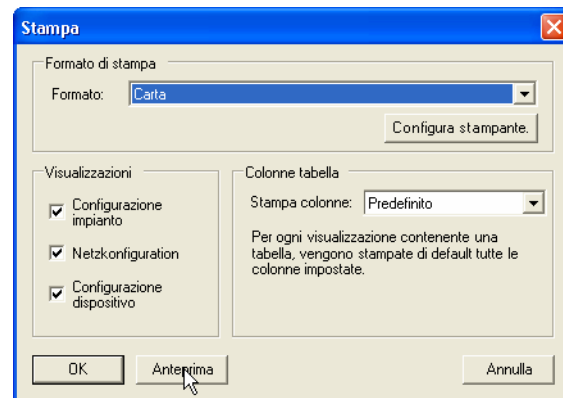 Stampa
Formato di stampa
Formato: Carta
Configura stampante.
Visualizzazioni
Configurazione
impianto
Netzkonfiguration
Configurazione
dispositivo
Colonne tabella
Stampa colonne: Predefinito
Per ogni visualizzazione contenente una
tabella, vengono stampate di default tutte le
colonne impostate.
OK
Anteprima
Annulla